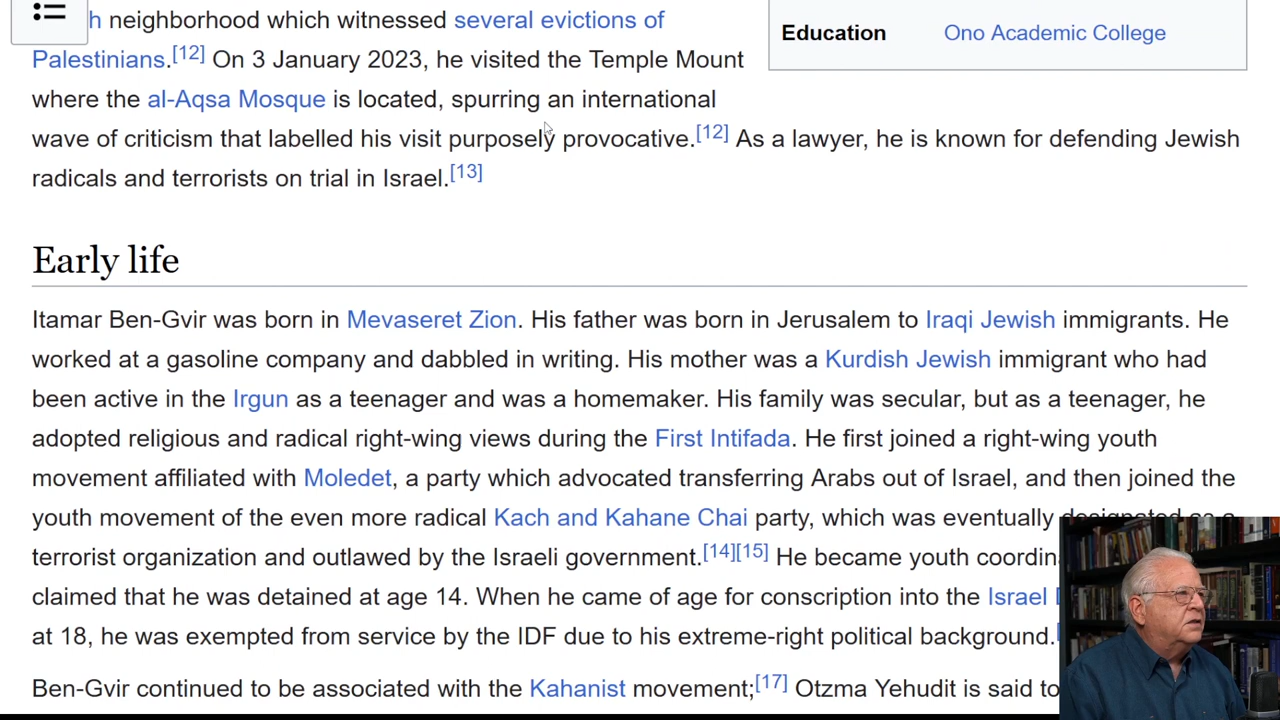 h neighborhood which witnessed several evictions of
Palestinians.[12] On 3 January 2023, he visited the Temple Mount
where the al-Aqsa Mosque is located, spurring an international
wave of criticism that labelled his visit purposely provocative.[12] As a lawyer, he is known for defending Jewish
radicals and terrorists on trial in Israel.[13]
Education Ono Academic College
Early life
Itamar Ben-Gvir was born in Mevaseret Zion. His father was born in Jerusalem to Iraqi Jewish immigrants. He
worked at a gasoline company and dabbled in writing. His mother was a Kurdish Jewish immigrant who had
been active in the Irgun as a teenager and was a homemaker. His family was secular, but as a teenager, he
adopted religious and radical right-wing views during the First Intifada. He first joined a right-wing youth
movement affiliated with Moledet, a party which advocated transferring Arabs out of Israel, and then joined the
youth movement of the even more radical Kach and Kahane Chai party, which was eventually designated as a
terrorist organization and outlawed by the Israeli government.[14][15] He became youth coordin
claimed that he was detained at age 14. When he came of age for conscription into the Israel
at 18, he was exempted from service by the IDF due to his extreme-right political background.
Ben-Gvir continued to be associated with the Kahanist movement;[17] Otzma Yehudit is said to